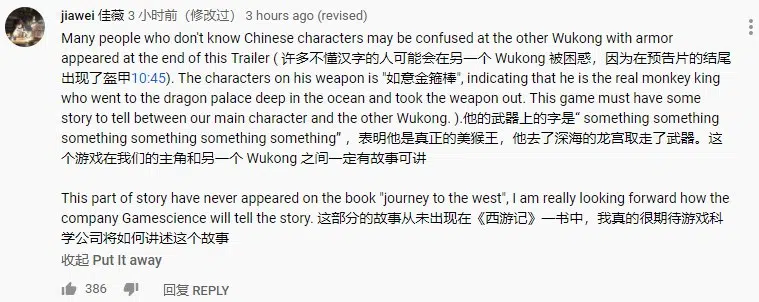 jiawei 佳薇 3 小时前（修改过） 3 hours ago (revised)
Many people who don't know Chinese characters may be confused at the other Wukong with armor
appeared at the end of this Trailer ( 许多不懂汉字的人可能会在另一个 Wukong 被困惑，因为在预告片的结尾
出现了盔甲10:45). The characters on his weapon is "如意金箍棒", indicating that he is the real monkey king
who went to the dragon palace deep in the ocean and took the weapon out. This game must have some
story to tell between our main character and the other Wukong. ).他的武器上的字是“ something something
something something something something” ，表明他是真正的美猴王，他去了深海的龙宫取走了武器。这
个游戏在我们的主角和另一个 Wukong 之间一定有故事可讲
This part of story have never appeared on the book "journey to the west", I am really looking forward how the
company Gamescience will tell the story. 这部分的故事从未出现在《西游记》一书中，我真的很期待游戏科
学公司将如何讲述这个故事
收起 Put It away
386 回复 REPLY